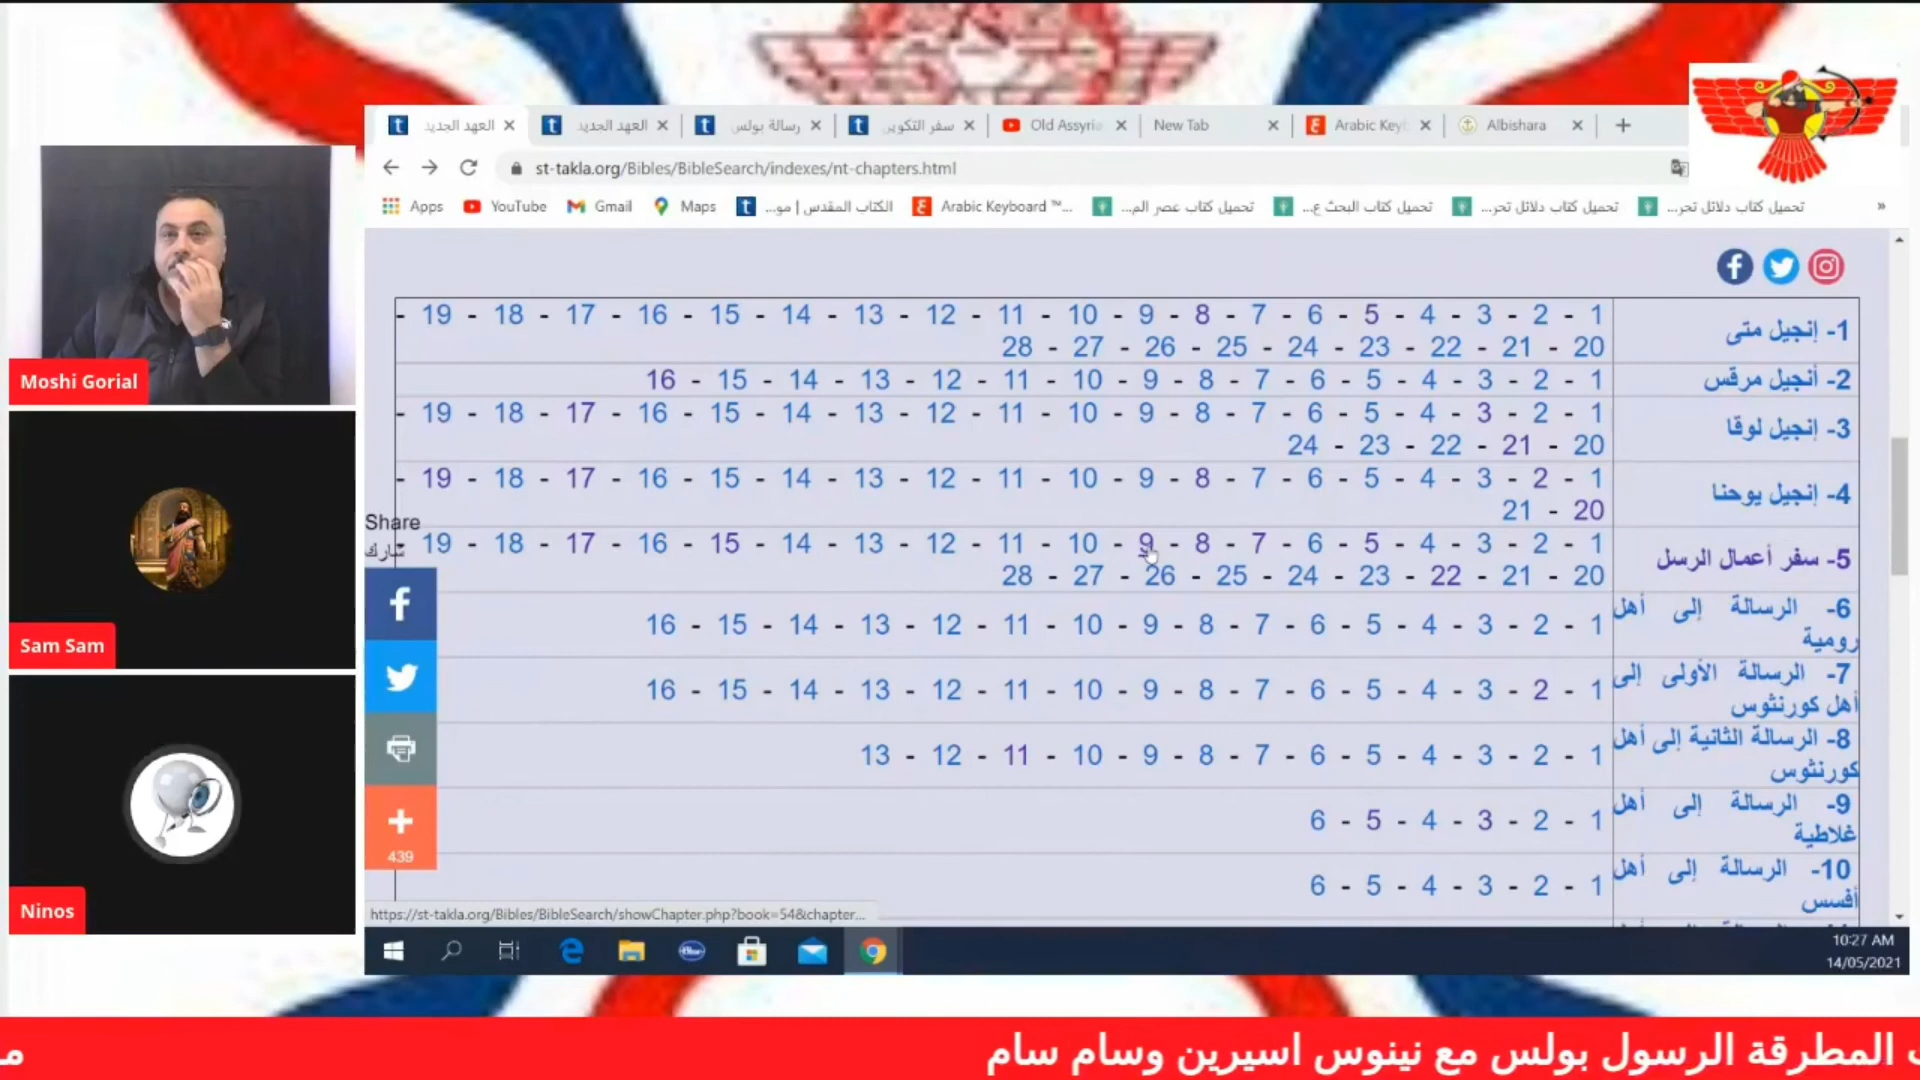 العهد الجديد
العهد الجديد
رسالة بولس
سفر التكوين
Old Assyria
New Tab
Arabic Key
Albishara
st-takla.org/Bibles/BibleSearch/indexes/nt-chapters.html
Apps
YouTube
Gmail
Maps
الكتاب المقدس | مو...
Arabic Keyboard ™...
تحميل كتاب عصر الم...
تحميل كتاب البحث ع...
تحميل كتاب دلائل تحر...
تحميل كتاب دلائل تحر...
»
1- إنجيل متى
1 - 2 - 3 - 4 - 5 - 6 - 7 - 8 - 9 - 10 - 11 - 12 - 13 - 14 - 15 - 16 - 17 - 18 - 19 -
20 - 21 - 22 - 23 - 24 - 25 - 26 - 27 - 28
2- أنجيل مرقس
1 - 2 - 3 - 4 - 5 - 6 - 7 - 8 - 9 - 10 - 11 - 12 - 13 - 14 - 15 - 16
3- إنجيل لوقا
1 - 2 - 3 - 4 - 5 - 6 - 7 - 8 - 9 - 10 - 11 - 12 - 13 - 14 - 15 - 16 - 17 - 18 - 19 -
20 - 21 - 22 - 23 - 24
4- إنجيل يوحنا
1 - 2 - 3 - 4 - 5 - 6 - 7 - 8 - 9 - 10 - 11 - 12 - 13 - 14 - 15 - 16 - 17 - 18 - 19 -
20 - 21
5- سفر أعمال الرسل
1 - 2 - 3 - 4 - 5 - 6 - 7 - 8 - 9 - 10 - 11 - 12 - 13 - 14 - 15 - 16 - 17 - 18 - 19 -
20 - 21 - 22 - 23 - 24 - 25 - 26 - 27 - 28
6- الرسالة إلى أهل
رومية
1 - 2 - 3 - 4 - 5 - 6 - 7 - 8 - 9 - 10 - 11 - 12 - 13 - 14 - 15 - 16
7- الرسالة الأولى إلى
أهل كورنثوس
1 - 2 - 3 - 4 - 5 - 6 - 7 - 8 - 9 - 10 - 11 - 12 - 13 - 14 - 15 - 16
8- الرسالة الثانية إلى أهل
كورنثوس
1 - 2 - 3 - 4 - 5 - 6 - 7 - 8 - 9 - 10 - 11 - 12 - 13
9- الرسالة إلى أهل
غلاطية
1 - 2 - 3 - 4 - 5 - 6
10- الرسالة إلى أهل
أفسس
1 - 2 - 3 - 4 - 5 - 6
Share
شارك
439
https://st-takla.org/Bibles/BibleSearch/showChapter.php?book=54&chapter...
10:27 AM
14/05/2021
Moshi Gorial
Sam Sam
Ninos
المطرقة الرسول بولس مع نينوس اسيرين وسام سام